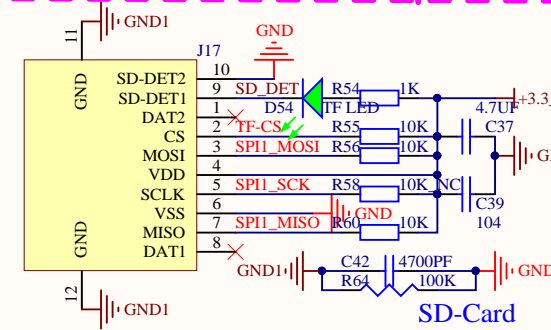 11
GND1
GND
J17
GND
SD-DET2
10
SD-DET1
9
SD_DET
R54
1K
D54
TF LED
+3.3
DAT2
1
4.7UF
CS
2
TF-CS
R55
10K
C37
MOSI
3
SPI1_MOSI
R56
10K
VDD
4
SCLK
5
SPI1_SCK
R58
10K_NC
C39
VSS
6
GND
104
MISO
7
SPI1_MISO
R60
10K
DAT1
8
GND
C42
4700PF
GND1
R64
100K
GND
12
GND1
SD-Card